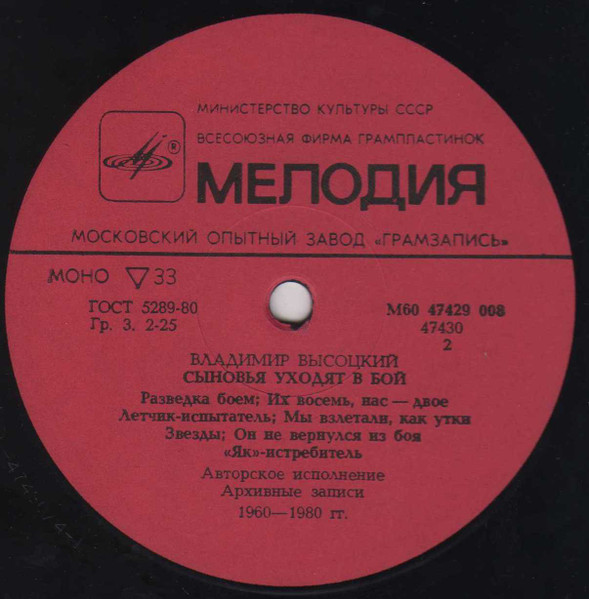 МИНИСТЕРСТВО КУЛЬТУРЫ СССР
ВСЕСОЮЗНАЯ ФИРМА ГРАМПЛАСТИНОК
®
МЕЛОДИЯ
МОСКОВСКИЙ ОПЫТНЫЙ ЗАВОД «ГРАМЗАПИСЬ»
МОНО ▽ 33
ГОСТ 5289-80
Гр. 3. 2-25
М60 47429 008
47430
2
ВЛАДИМИР ВЫСОЦКИЙ
СЫНОВЬЯ УХОДЯТ В БОЙ
Разведка боем; Их восемь, нас — двое
Летчик-испытатель; Мы взлетали, как утки
Звезды; Он не вернулся из боя
«Як»-истребитель
Авторское исполнение
Архивные записи
1960—1980 гг.